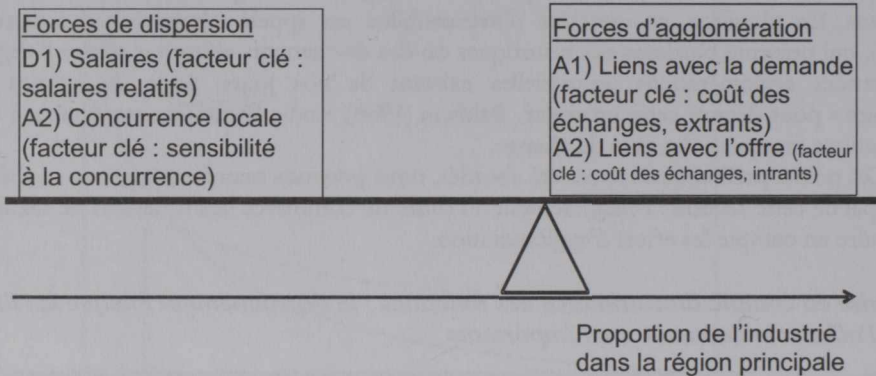 Forces de dispersion
D1) Salaires (facteur clé :
salaires relatifs)
A2) Concurrence locale
(facteur clé : sensibilité
à la concurrence)
Forces d'agglomération
A1) Liens avec la demande
(facteur clé : coût des
échanges, extrants)
A2) Liens avec l'offre (facteur
clé : coût des échanges, intrants)
Proportion de l'industrie
dans la région principale